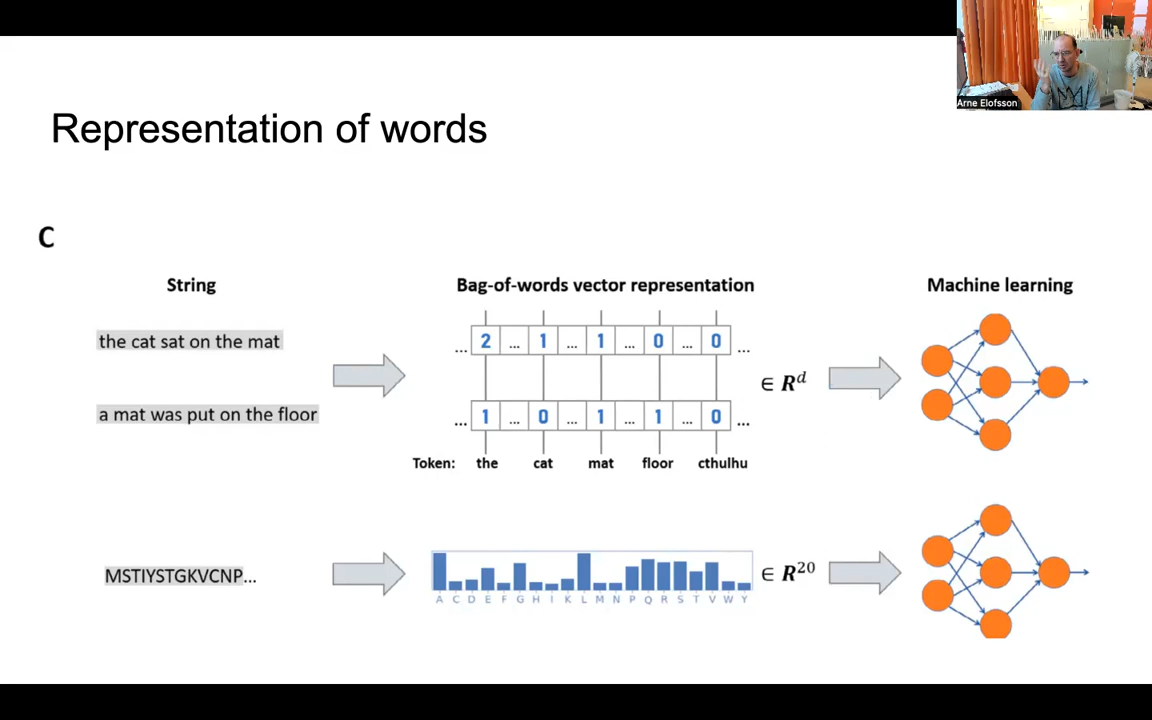 Arne Elofsson
Representation of words
C
String
Bag-of-words vector representation
Machine learning
the cat sat on the mat
... 2 ... 1 ... 1 ... 0 ... 0 ...
∈ R^d
a mat was put on the floor
... 1 ... 0 ... 1 ... 1 ... 0 ...
Token: the cat mat floor cthulhu
MSTIYSTGKVCNP...
∈ R^20
A C D E F G H I K L M N P Q R S T V W Y